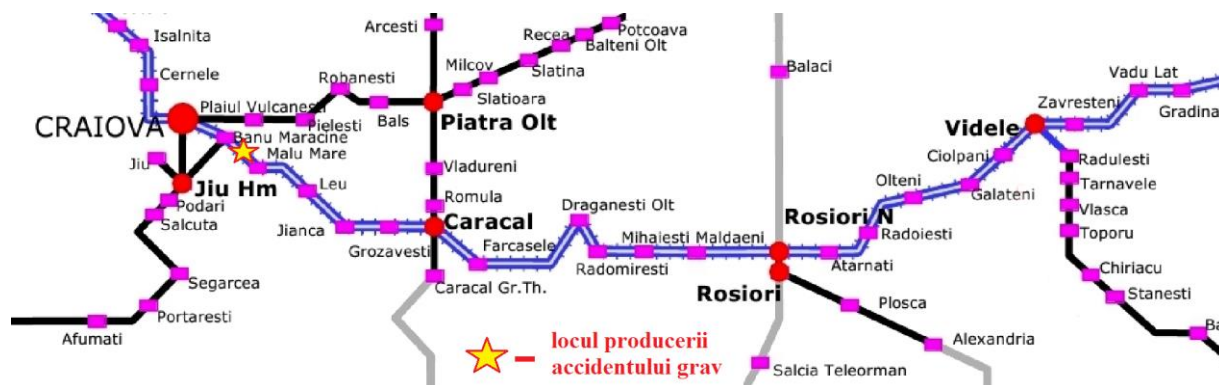 Isalnita
Cernele
CRAIOVA
Plaiul Vulcanesti
Robanesti
Pielesti
Bals
Arcesti
Milcov
Recea
Potcoava
Balteni Olt
Slatina
Slatioara
Piatra Olt
Banu Maracine
Malu Mare
Jiu
Jiu Hm
Podari
Salcuta
Segarcea
Portaresti
Afumati
Leu
Jianca
Grozavesti
Vladureni
Romula
Caracal
Caracal Gr.Th.
Farcasele
Draganesti Olt
Radomiresti
Mihaiesti
Maldaeni
Balaci
Rosiori N
Rosiori
Atarnati
Radoiesti
Olteni
Galateni
Ciolpani
Videle
Zavresteni
Vadu Lat
Gradina
Radulesti
Tarnavele
Vlasca
Toporu
Chiriacu
Stanesti
Ba
Plosca
Alexandria
Salcia Teleorman
– locul producerii
accidentului grav